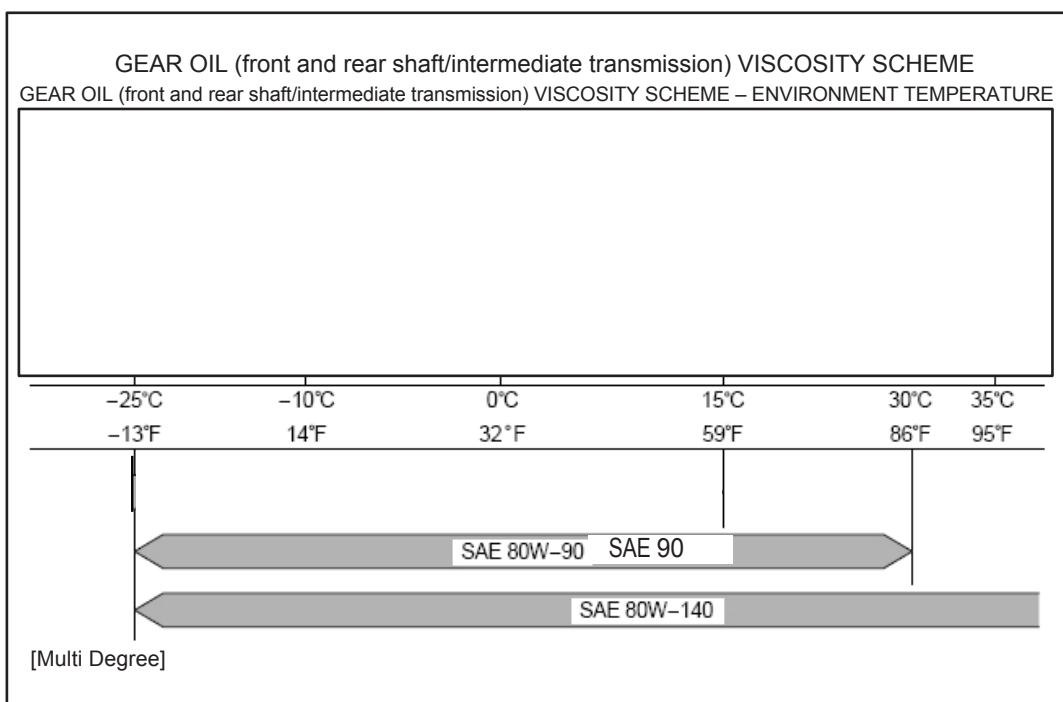 GEAR OIL (front and rear shaft/intermediate transmission) VISCOSITY SCHEME
GEAR OIL (front and rear shaft/intermediate transmission) VISCOSITY SCHEME – ENVIRONMENT TEMPERATURE
–25℃ –10℃ 0℃ 15℃ 30℃ 35℃
–13℉ 14℉ 32°F 59℉ 86℉ 95℉
SAE 80W–90 SAE 90
SAE 80W–140
[Multi Degree]